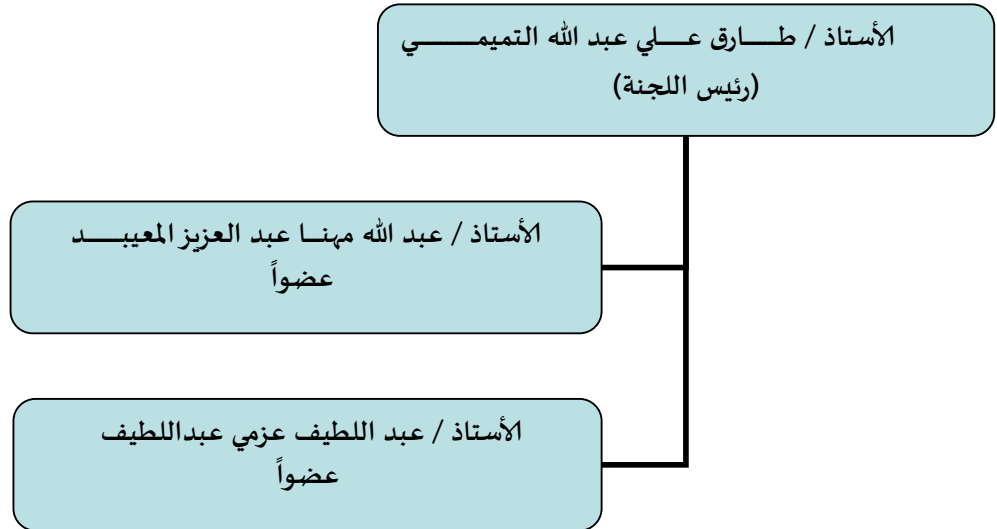 الأستاذ / طـــارق عـــلي عبد الله التميمـــــي
(رئيس اللجنة)
الأستاذ / عبد الله مهنـا عبد العزيز المعيبـــد
عضواً
الأستاذ / عبد اللطيف عزمي عبداللطيف
عضواً